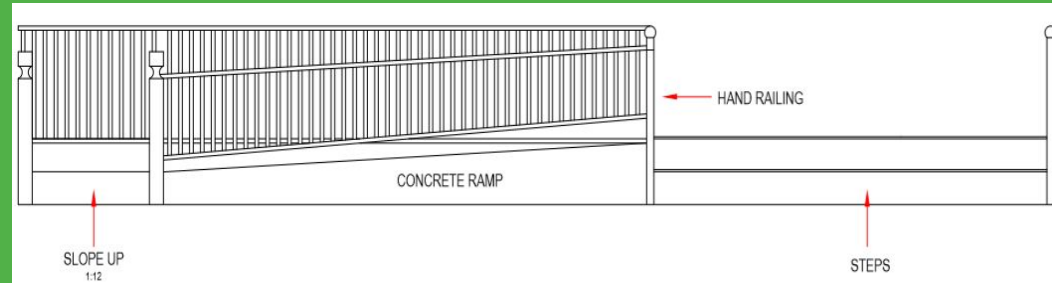 HAND RAILING
CONCRETE RAMP
SLOPE UP
1:12
STEPS